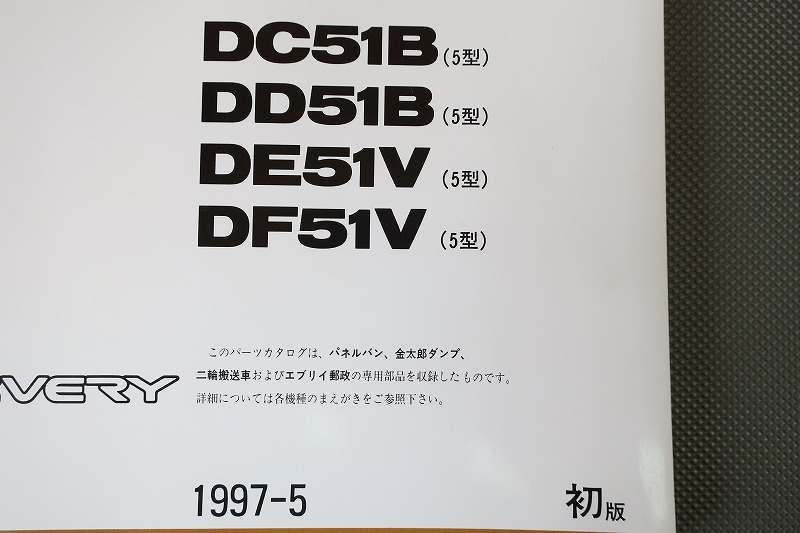 DC51B(5型)
DD51B(5型)
DE51V(5型)
DF51V(5型)
このパーツカタログは、パネルバン、金太郎ダンプ、
二輪搬送車およびエブリイ郵政の専用部品を収録したものです。
VERY
詳細については各機種のまえがきをご参照下さい。
1997-5 初版